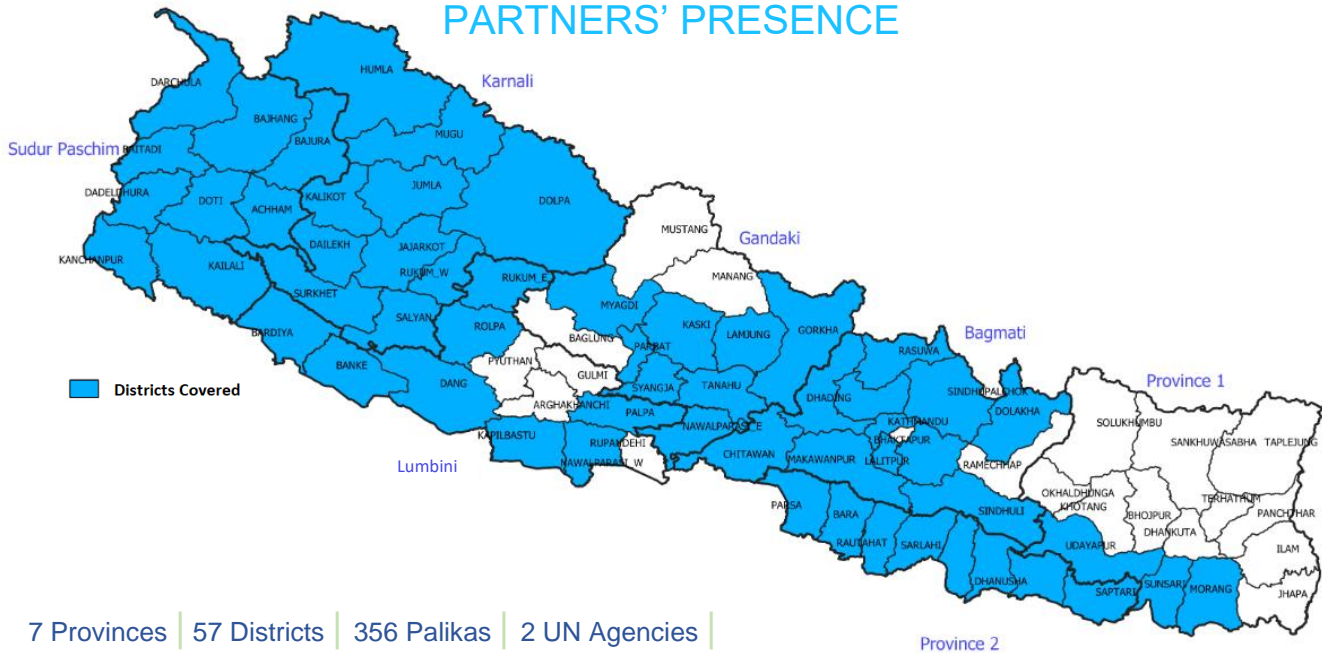 PARTNERS’ PRESENCE
HUMLA
Karnali
DARCHULA
BAJHANG
MUGU
BAJURA
Sudur Paschim
BAITADI
JUMLA
DADELDHURA
DOTI
ACHHAM
KALIKOT
DOLPA
MUSTANG
Gandaki
DAILEKH
JAJARKOT
KANCHANPUR
KAILALI
RUKUM_W
RUKUM_E
MANANG
SURKHET
MYAGDI
SALYAN
ROLPA
KASKI
LAMJUNG
GORKHA
Bagmati
BARDIYA
BAGLUNG
PARBAT
RASUWA
BANKE
PYUTHAN
GULMI
Province 1
DANG
SYANGJA
TANAHU
SINDHUPALCHOK
Districts Covered
DHADING
ARGHAKHANCHI
PALPA
DOLAKHA
SOLUKHUMBU
KATHMANDU
NAWALPARASI_E
KAPILBASTU
BHAKTAPUR
SANKHUWASABHA
TAPLEJUNG
RUPANDEHI
CHITAWAN
MAKAWANPUR
LALITPUR
NAWALPARASI_W
RAMECHHAP
Lumbini
OKHALDHUNGA
TERHATHUM
KHOTANG
PARSA
BARA
SINDHULI
BHOJPUR
PANCHTHAR
DHANKUTA
RAUTAHAT
SARLAHI
UDAYAPUR
ILAM
DHANUSHA
SUNSARI
SAPTARI
MORANG
JHAPA
7 Provinces
57 Districts
356 Palikas
2 UN Agencies
Province 2